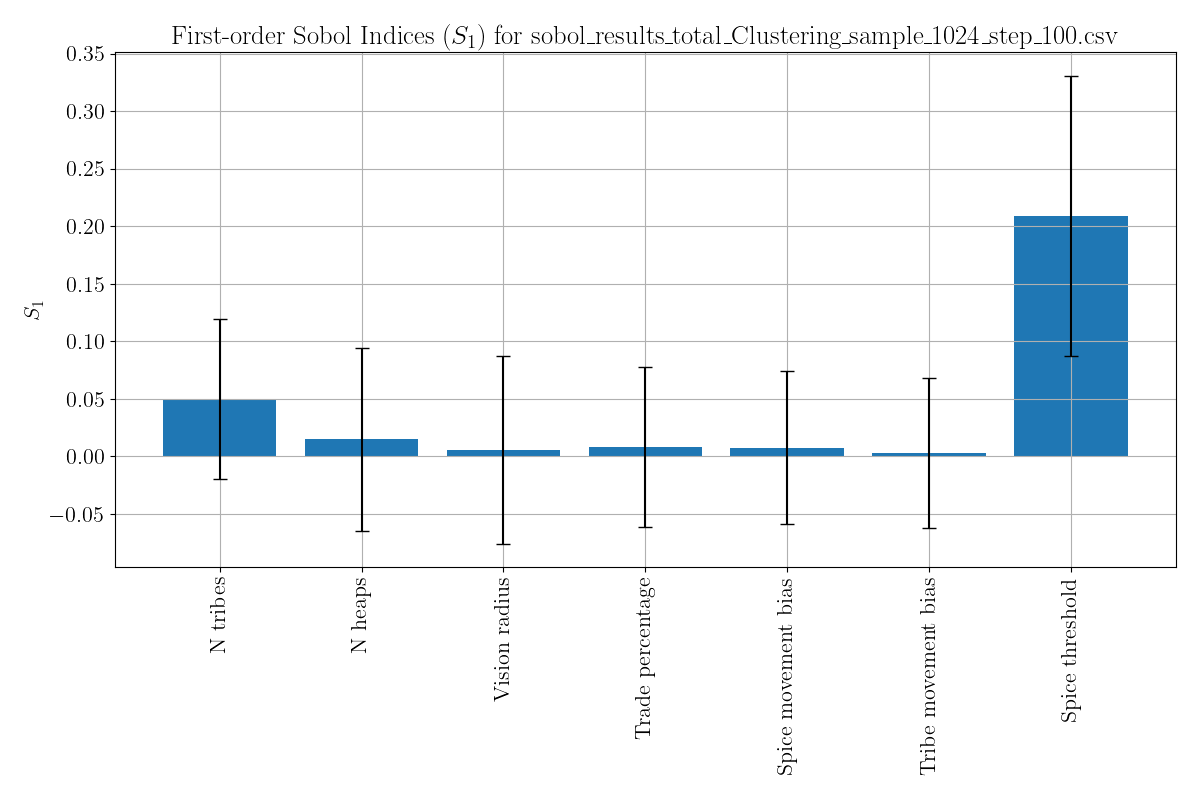 First-order Sobol Indices (S1) for sobol_results_total_Clustering_sample_1024_step_100.csv
0.35
0.30
0.25
0.20
0.15
0.10
0.05
0.00
−0.05
S1
N tribes
N heaps
Vision radius
Trade percentage
Spice movement bias
Tribe movement bias
Spice threshold